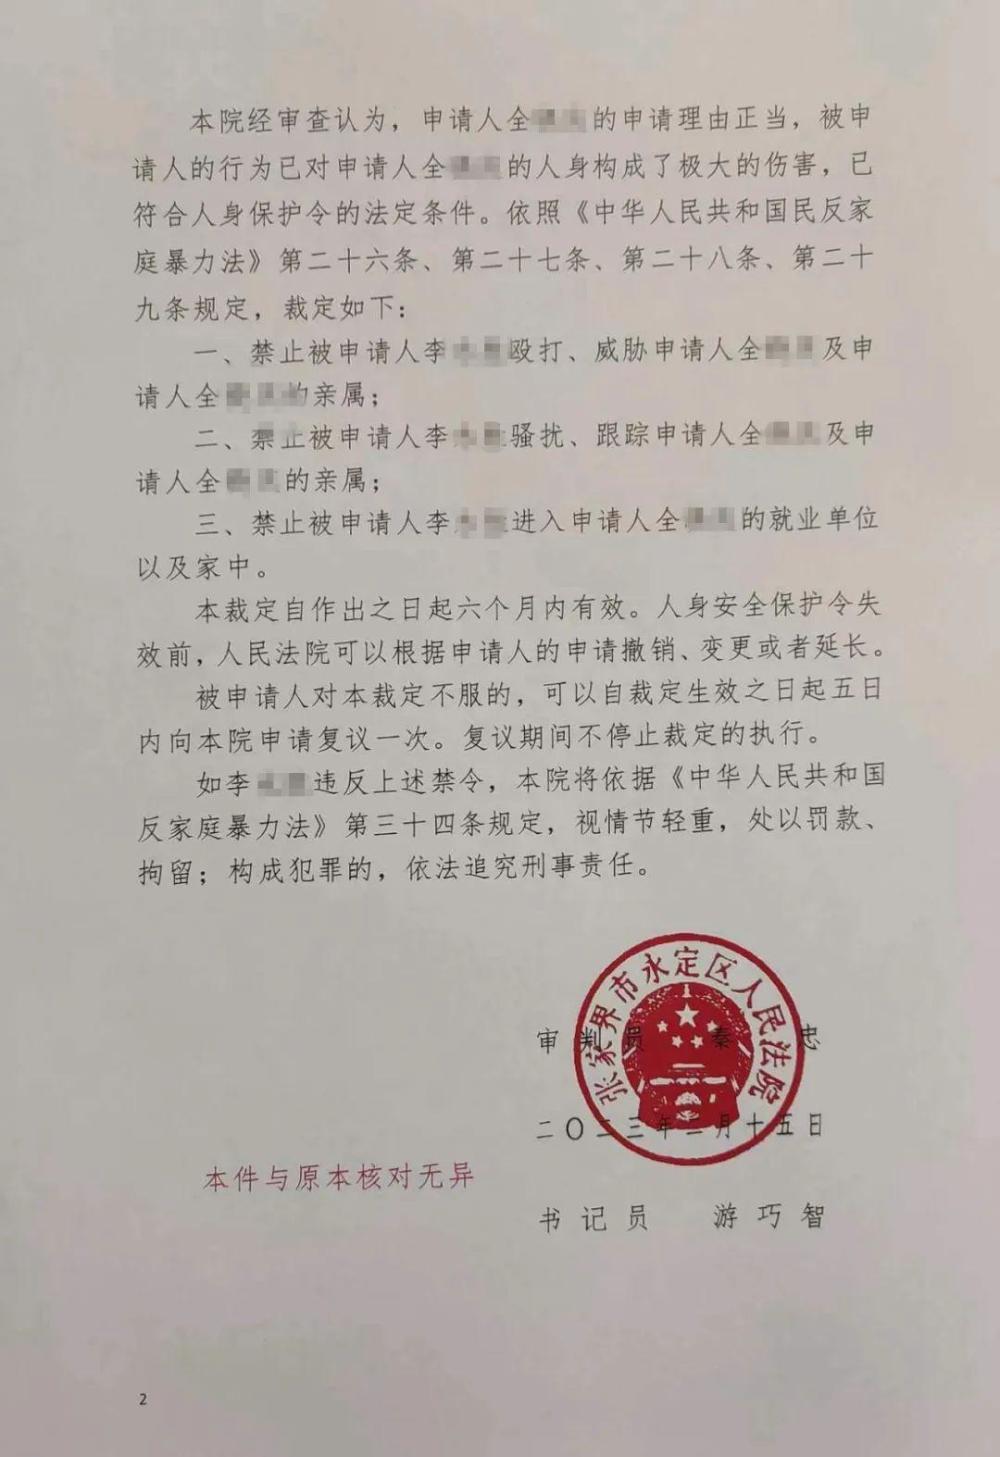 本院经审查认为，申请人全的申请理由正当，被申
请人的行为已对申请人全的人身构成了极大的伤害，已
符合人身保护令的法定条件。依照《中华人民共和国民反家
庭暴力法》第二十六条、第二十七条、第二十八条、第二十
九条规定，裁定如下：
一、禁止被申请人李殴打、威胁申请人全及申
请人全的亲属；
二、禁止被申请人李骚扰、跟踪申请人全及申
请人全的亲属；
三、禁止被申请人李进入申请人全的就业单位
以及家中。
本裁定自作出之日起六个月内有效。人身安全保护令失
效前，人民法院可以根据申请人的申请撤销、变更或者延长。
被申请人对本裁定不服的，可以自裁定生效之日起五日
内向本院申请复议一次。复议期间不停止裁定的执行。
如李违反上述禁令，本院将依据《中华人民共和国
反家庭暴力法》第三十四条规定，视情节轻重，处以罚款、
拘留；构成犯罪的，依法追究刑事责任。
张家界市永定区人民法院
审判员 秦忠
二〇二三年二月十五日
本件与原本核对无异
书记员 游巧智
2